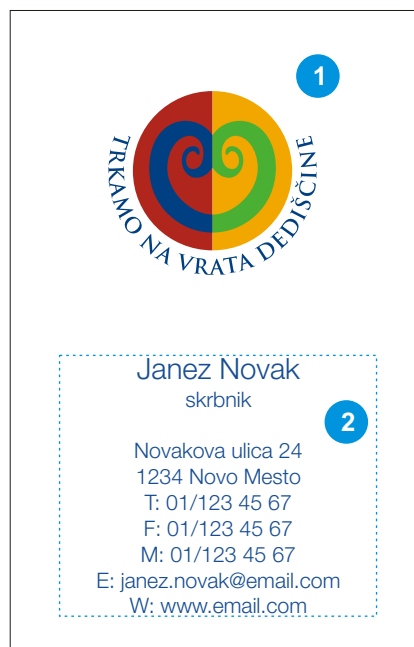 1
TRKAMO NA VRATA DEDIŠČINE
Janez Novak
skrbnik
2
Novakova ulica 24
1234 Novo Mesto
T: 01/123 45 67
F: 01/123 45 67
M: 01/123 45 67
E: janez.novak@email.com
W: www.email.com